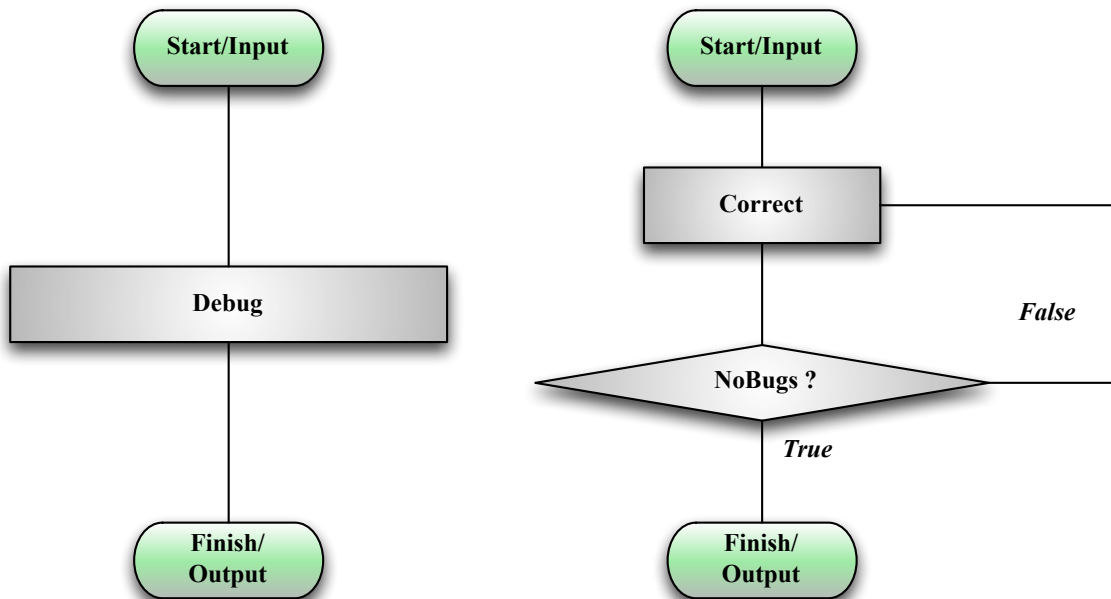 Start/Input
Debug
Finish/
Output
Start/Input
Correct
False
NoBugs ?
True
Finish/
Output